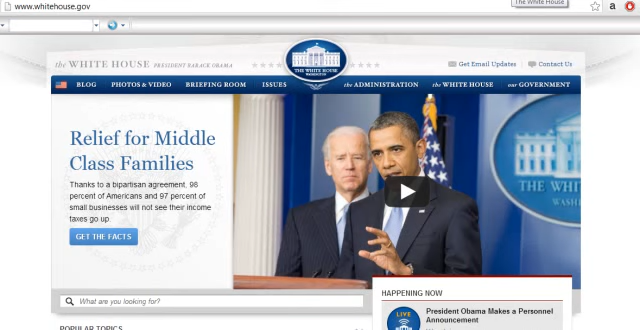 www.whitehouse.gov
The White House
a
the WHITE HOUSE PRESIDENT BARACK OBAMA
THE WHITE HOUSE
WASHINGTON
Get Email Updates
Contact Us
BLOG PHOTOS & VIDEO BRIEFING ROOM ISSUES the ADMINISTRATION the WHITE HOUSE our GOVERNMENT
Relief for Middle
Class Families
Thanks to a bipartisan agreement, 98
percent of Americans and 97 percent of
small businesses will not see their income
taxes go up.
GET THE FACTS
THE WHI
WASHI
What are you looking for?
HAPPENING NOW
LIVE
President Obama Makes a Personnel
Announcement
POPULAR TOPICS